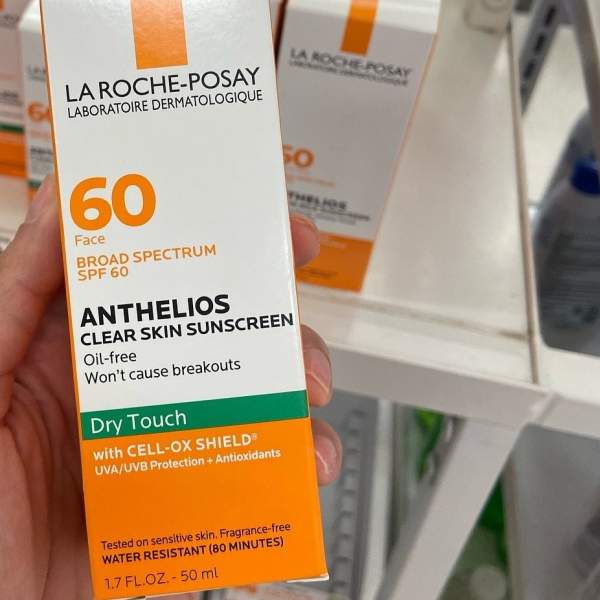 LA ROCHE-POSAY
LABORATOIRE DERMATOLOGIQUE
60
Face
BROAD SPECTRUM
SPF 60
ANTHELIOS
CLEAR SKIN SUNSCREEN
Oil-free
Won't cause breakouts
Dry Touch
with CELL-OX SHIELD®
UVA/UVB Protection + Antioxidants
Tested on sensitive skin. Fragrance-free
WATER RESISTANT (80 MINUTES)
1.7 FL.OZ. - 50 ml
LA ROCHE-POSAY